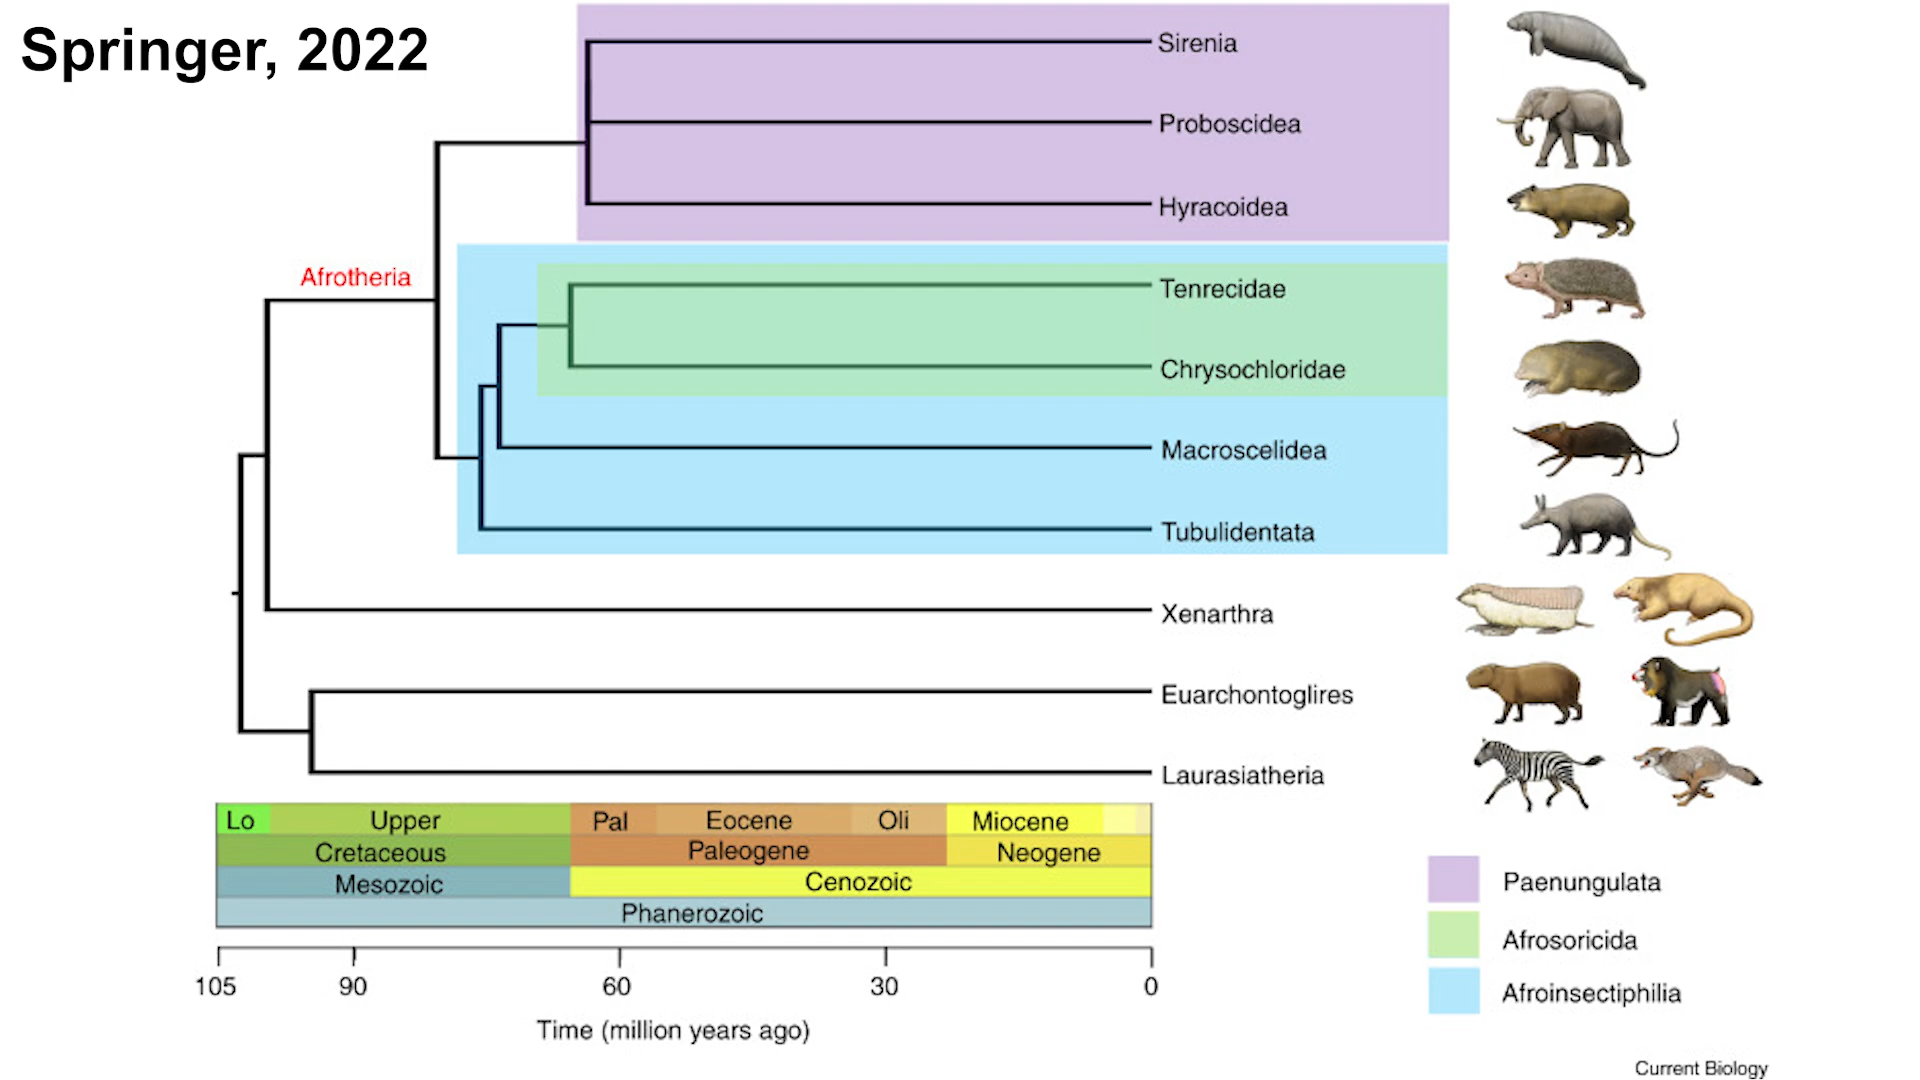 Springer, 2022
Sirenia
Proboscidea
Hyracoidea
Afrotheria
Tenrecidae
Chrysochloridae
Macroscelidea
Tubulidentata
Xenarthra
Euarchontoglires
Laurasiatheria
Lo Upper Pal Eocene Oli Miocene
Cretaceous Paleogene Neogene
Mesozoic Cenozoic
Phanerozoic
105 90 60 30 0
Time (million years ago)
Paenungulata
Afrosoricida
Afroinsectiphilia
Current Biology